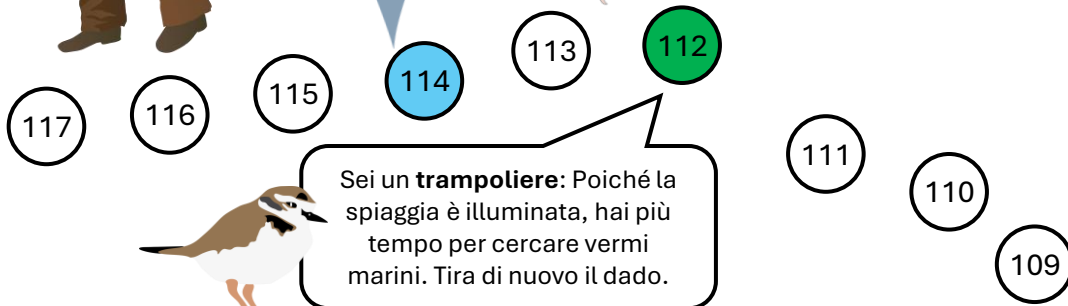 117
116
115
114
113
112
111
110
109
Sei un trampoliere: Poiché la
spiaggia è illuminata, hai più
tempo per cercare vermi
marini. Tira di nuovo il dado.